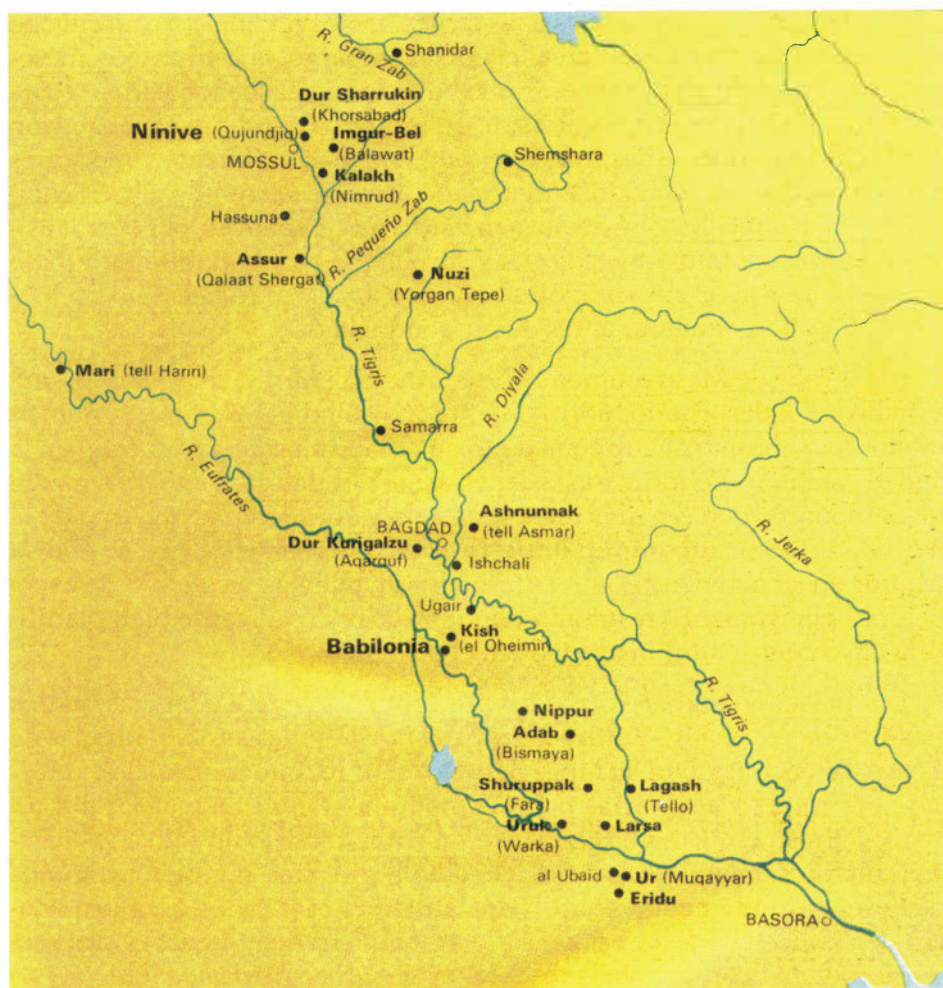 R. Gran Zab
Shanidar
Dur Sharrukin
(Khorsabad)
Nínive
(Qujundjiq)
Imgur-Bel
(Balawat)
MOSSUL
Kalakh
(Nimrud)
Shemshara
Hassuna
R. Pequeño Zab
Assur
(Qalaat Shergat)
Nuzi
(Yorgan Tepe)
R. Tigris
R. Diyala
Mari (tell Hariri)
Samarra
R. Eufrates
Ashnunnak
(tell Asmar)
BAGDAD
Dur Kurigalzu
(Aqarquf)
Ishchali
R. Jerka
Ugair
Kish
(el Oheimin
Babilonia
R. Tigris
Nippur
Adab
(Bismaya)
Shuruppak
(Fara)
Lagash
(Tello)
Uruk
(Warka)
Larsa
al Ubaid
Ur (Muqayyar)
Eridu
BASORA